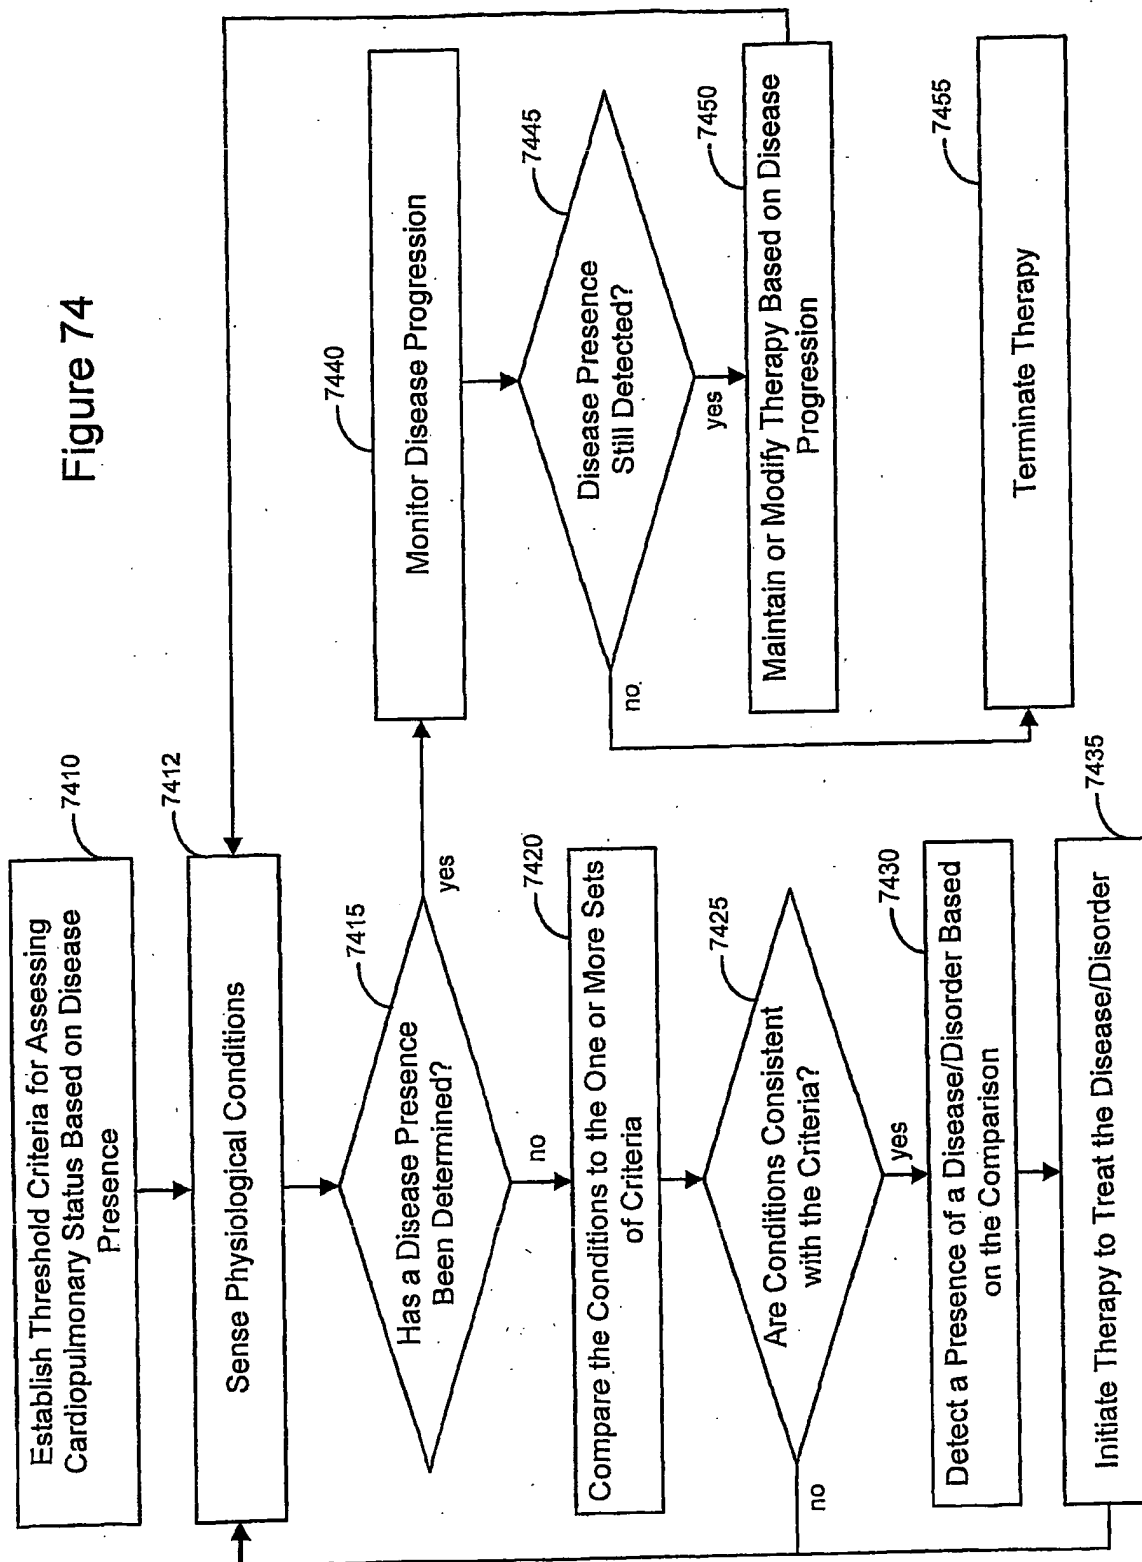 Figure 74
Establish Threshold Criteria for Assessing
Cardiopulmonary Status Based on Disease
Presence
7410
Sense Physiological Conditions
7412
Has a Disease Presence
Been Determined?
7415
yes
no
Compare the Conditions to the One or More Sets
of Criteria
7420
Are Conditions Consistent
with the Criteria?
7425
no
yes
Detect a Presence of a Disease/Disorder Based
on the Comparison
7430
Initiate Therapy to Treat the Disease/Disorder
7435
Monitor Disease Progression
7440
Disease Presence
Still Detected?
7445
no
yes
Maintain or Modify Therapy Based on Disease
Progression
7450
Terminate Therapy
7455